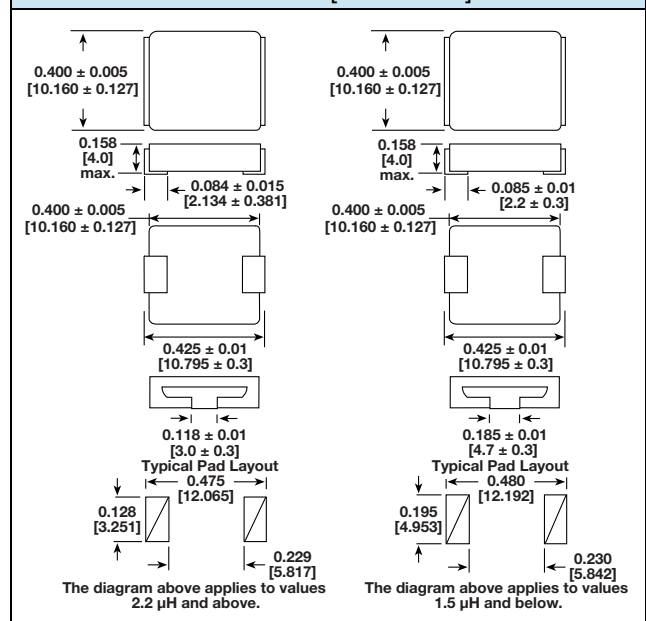 0.400 ± 0.005
[10.160 ± 0.127]
0.158
[4.0]
max.
0.084 ± 0.015
[2.134 ± 0.381]
0.400 ± 0.005
[10.160 ± 0.127]
0.425 ± 0.01
[10.795 ± 0.3]
0.118 ± 0.01
[3.0 ± 0.3]
Typical Pad Layout
0.475
[12.065]
0.128
[3.251]
0.229
[5.817]
The diagram above applies to values
2.2 µH and above.
0.400 ± 0.005
[10.160 ± 0.127]
0.158
[4.0]
max.
0.085 ± 0.01
[2.2 ± 0.3]
0.400 ± 0.005
[10.160 ± 0.127]
0.425 ± 0.01
[10.795 ± 0.3]
0.185 ± 0.01
[4.7 ± 0.3]
Typical Pad Layout
0.480
[12.192]
0.195
[4.953]
0.230
[5.842]
The diagram above applies to values
1.5 µH and below.